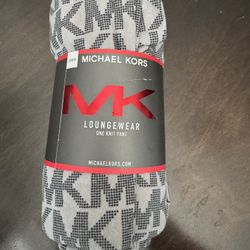 MICHAEL KORS
MK
LOUNGEWEAR
ONE KNIT PANT
MICHAELKORS.COM